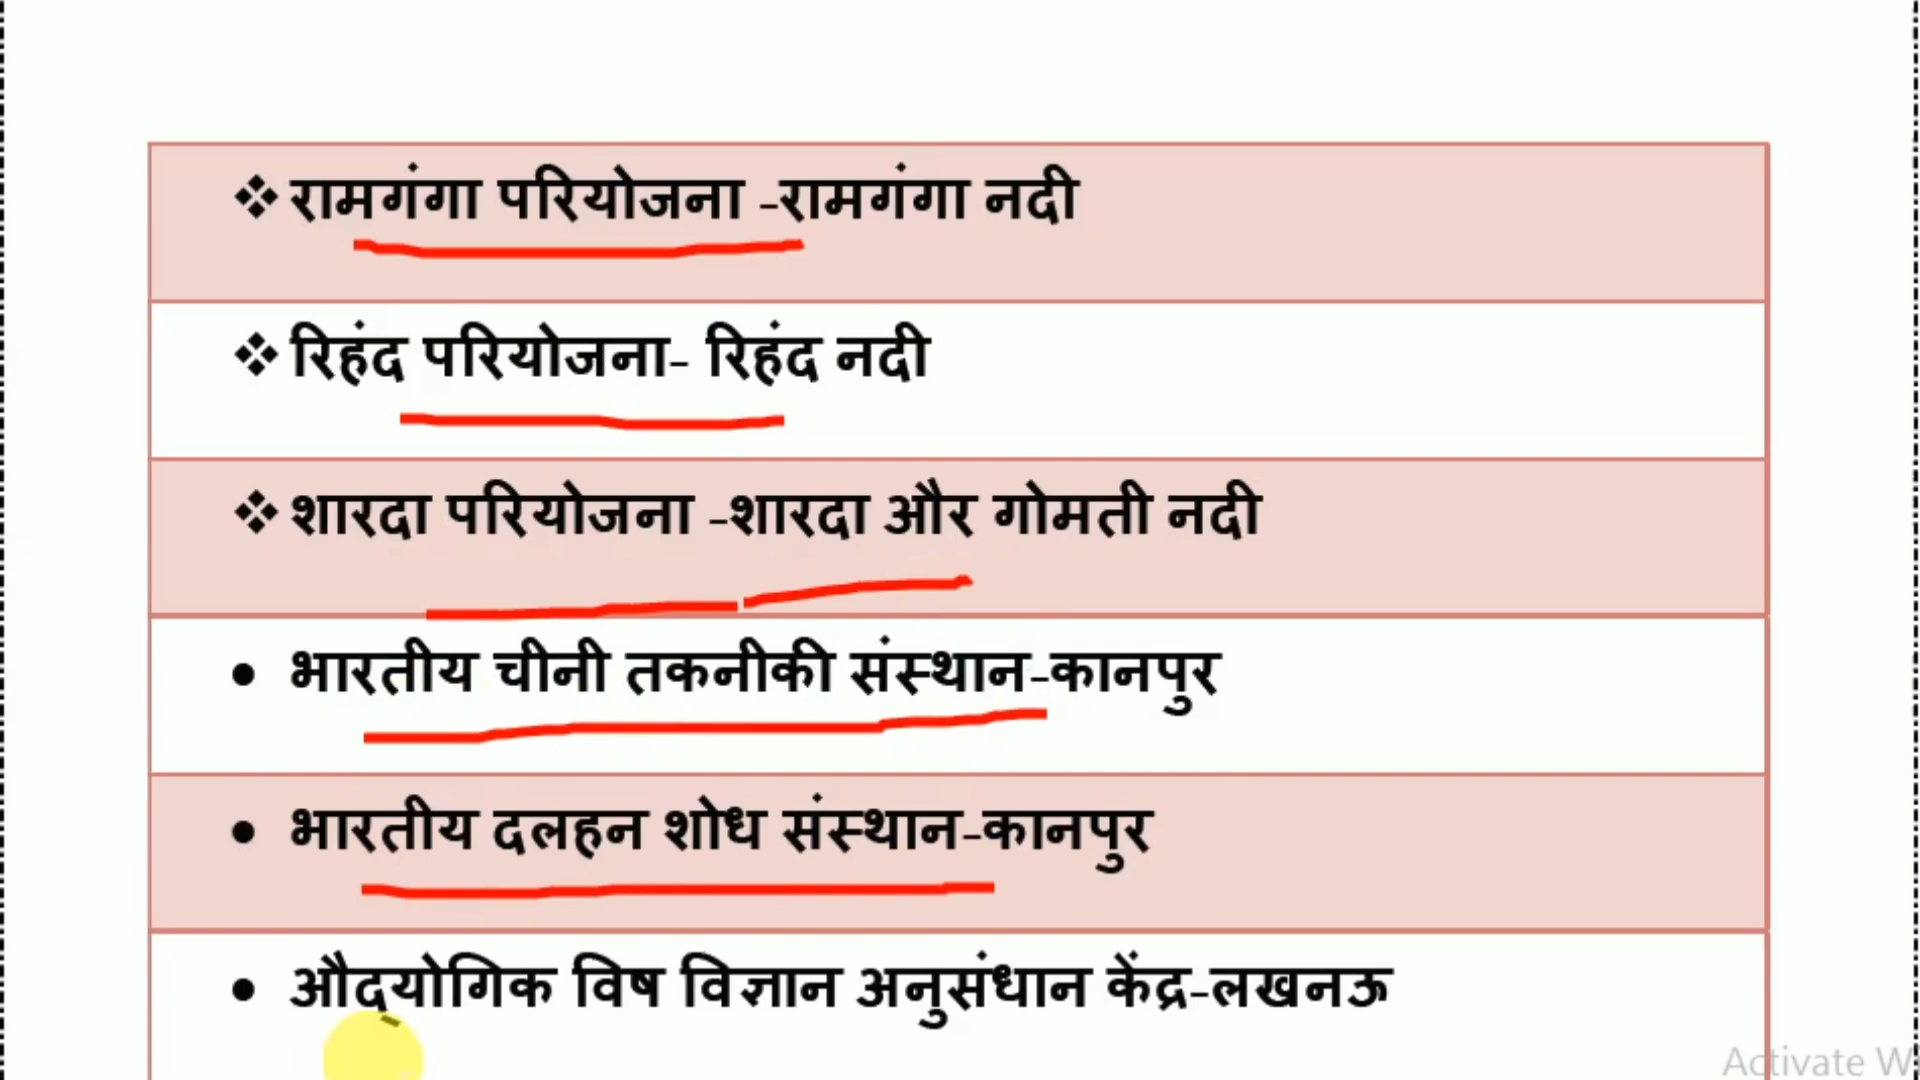 ❖ रामगंगा परियोजना -रामगंगा नदी
❖ रिहंद परियोजना- रिहंद नदी
❖ शारदा परियोजना -शारदा और गोमती नदी
• भारतीय चीनी तकनीकी संस्थान-कानपुर
• भारतीय दलहन शोध संस्थान-कानपुर
• औद्योगिक विष विज्ञान अनुसंधान केंद्र-लखनऊ
Activate W